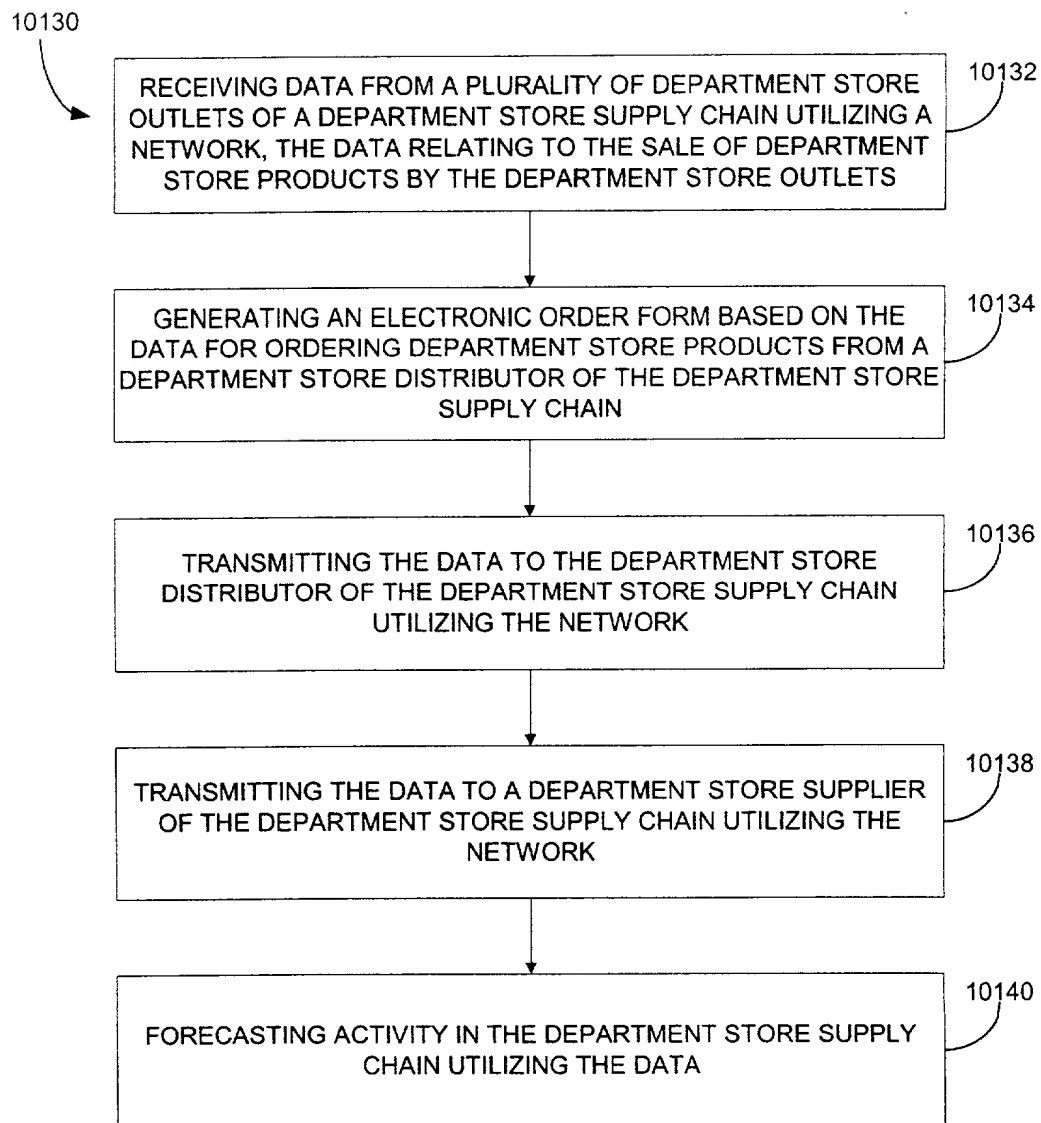 10130
10132
RECEIVING DATA FROM A PLURALITY OF DEPARTMENT STORE
OUTLETS OF A DEPARTMENT STORE SUPPLY CHAIN UTILIZING A
NETWORK, THE DATA RELATING TO THE SALE OF DEPARTMENT
STORE PRODUCTS BY THE DEPARTMENT STORE OUTLETS
10134
GENERATING AN ELECTRONIC ORDER FORM BASED ON THE
DATA FOR ORDERING DEPARTMENT STORE PRODUCTS FROM A
DEPARTMENT STORE DISTRIBUTOR OF THE DEPARTMENT STORE
SUPPLY CHAIN
10136
TRANSMITTING THE DATA TO THE DEPARTMENT STORE
DISTRIBUTOR OF THE DEPARTMENT STORE SUPPLY CHAIN
UTILIZING THE NETWORK
10138
TRANSMITTING THE DATA TO A DEPARTMENT STORE SUPPLIER
OF THE DEPARTMENT STORE SUPPLY CHAIN UTILIZING THE
NETWORK
10140
FORECASTING ACTIVITY IN THE DEPARTMENT STORE SUPPLY
CHAIN UTILIZING THE DATA